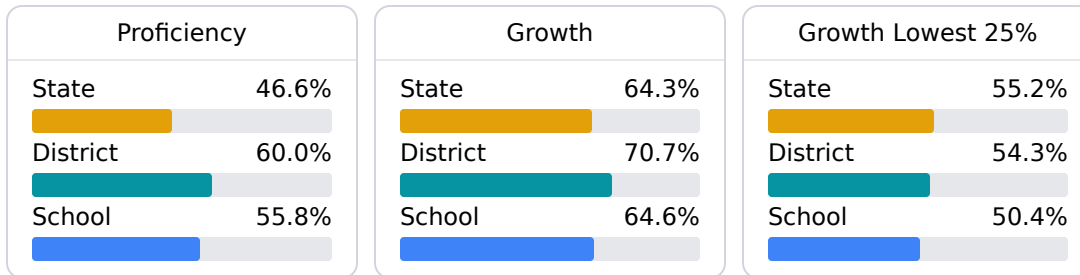 Proficiency
State 46.6%
District 60.0%
School 55.8%
Growth
State 64.3%
District 70.7%
School 64.6%
Growth Lowest 25%
State 55.2%
District 54.3%
School 50.4%